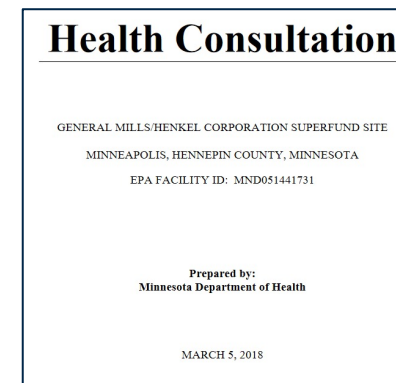 Health Consultation
GENERAL MILLS/HENKEL CORPORATION SUPERFUND SITE
MINNEAPOLIS, HENNEPIN COUNTY, MINNESOTA
EPA FACILITY ID: MND051441731
Prepared by:
Minnesota Department of Health
MARCH 5, 2018